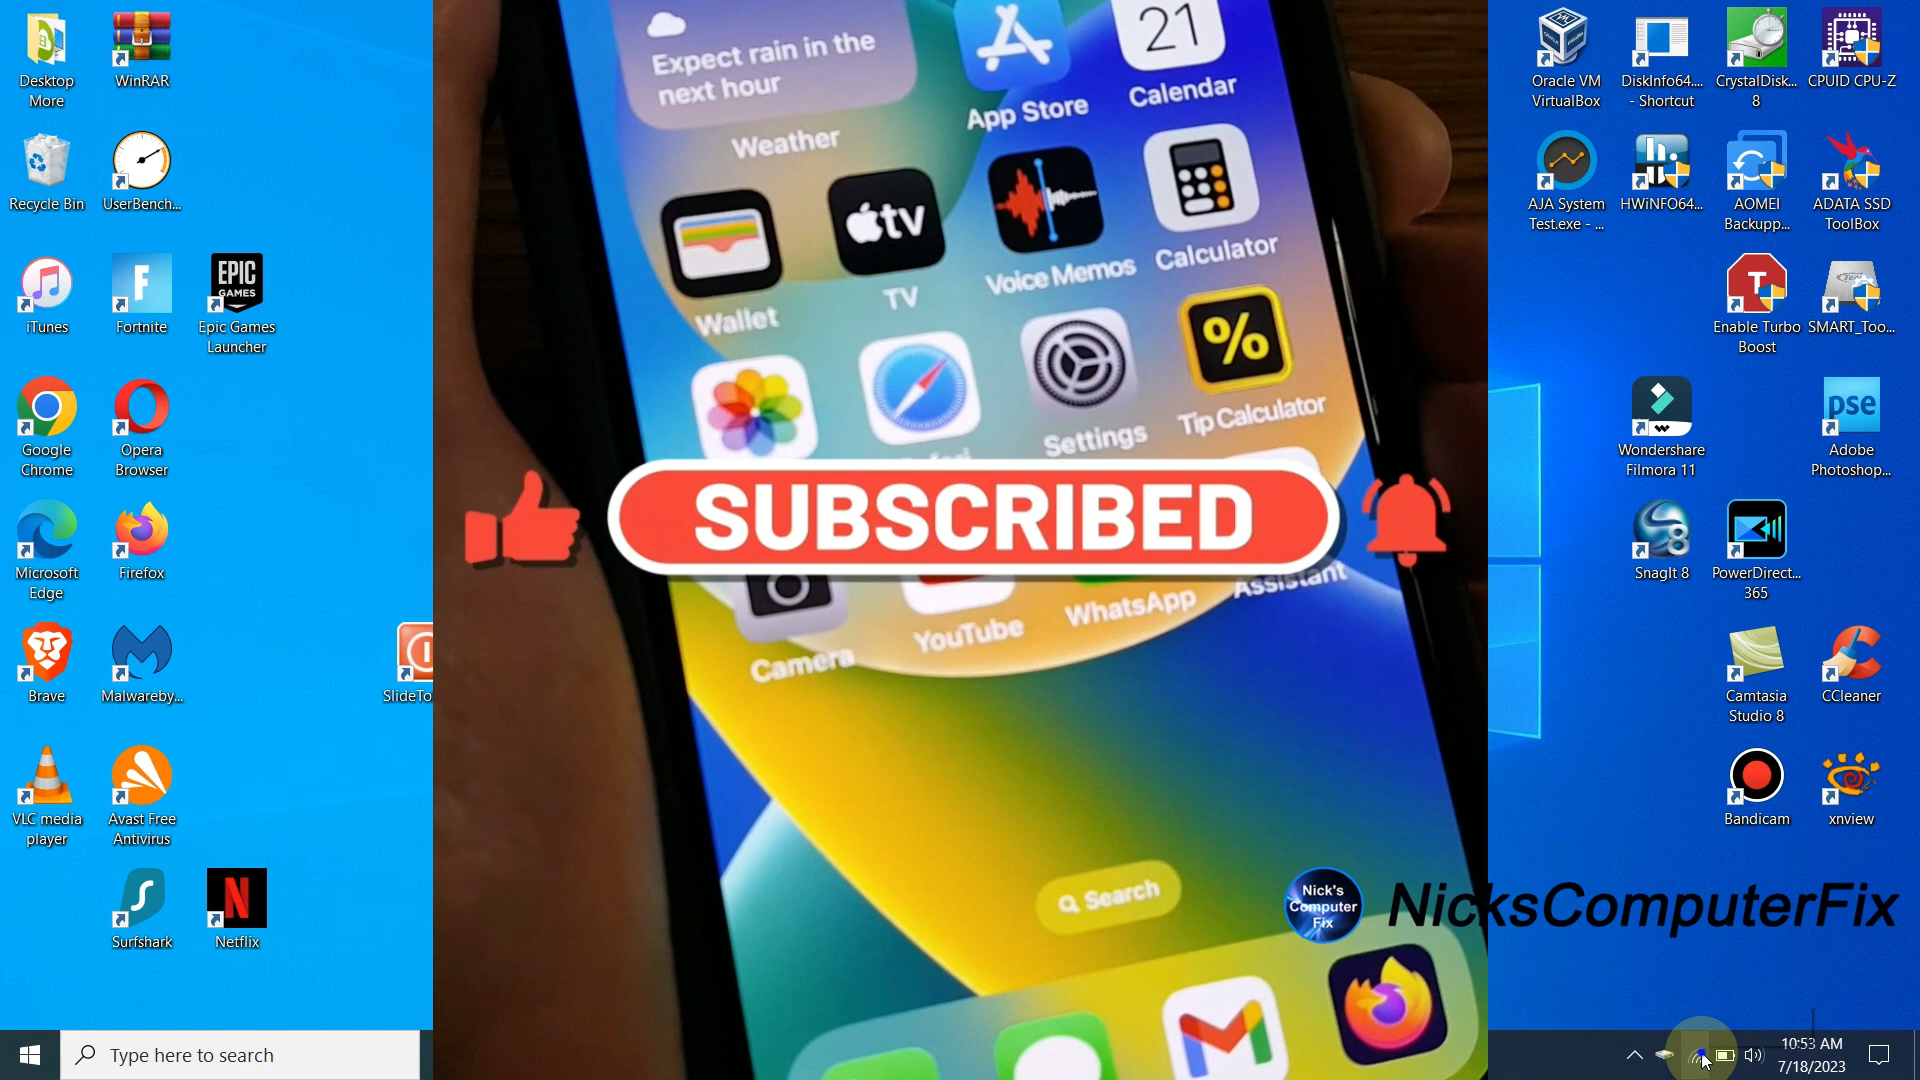 Desktop
More
WinRAR
Recycle Bin
UserBench...
iTunes
Fortnite
EPIC
GAMES
Epic Games
Launcher
Google
Chrome
Opera
Browser
Microsoft
Edge
Firefox
Brave
Malwareby...
SlideTo
VLC media
player
Avast Free
Antivirus
Surfshark
Netflix
Type here to search
Expect rain in the
next hour
Weather
App Store
21
Calendar
Wallet
tv
TV
Voice Memos
Calculator
Settings
%
Tip Calculator
SUBSCRIBED
Camera
YouTube
WhatsApp
Assistant
Search
Nick's
Computer
Fix
NicksComputerFix
Oracle VM
VirtualBox
DiskInfo64....
- Shortcut
CrystalDisk...
8
CPUID CPU-Z
AJA System
Test.exe - ...
HWiNFO64...
AOMEI
Backupp...
ADATA SSD
ToolBox
T
Enable Turbo
Boost
SMART_Too...
Wondershare
Filmora 11
pse
Adobe
Photoshop...
SnagIt 8
PowerDirect...
365
Camtasia
Studio 8
CCleaner
Bandicam
xnview
10:53 AM
7/18/2023